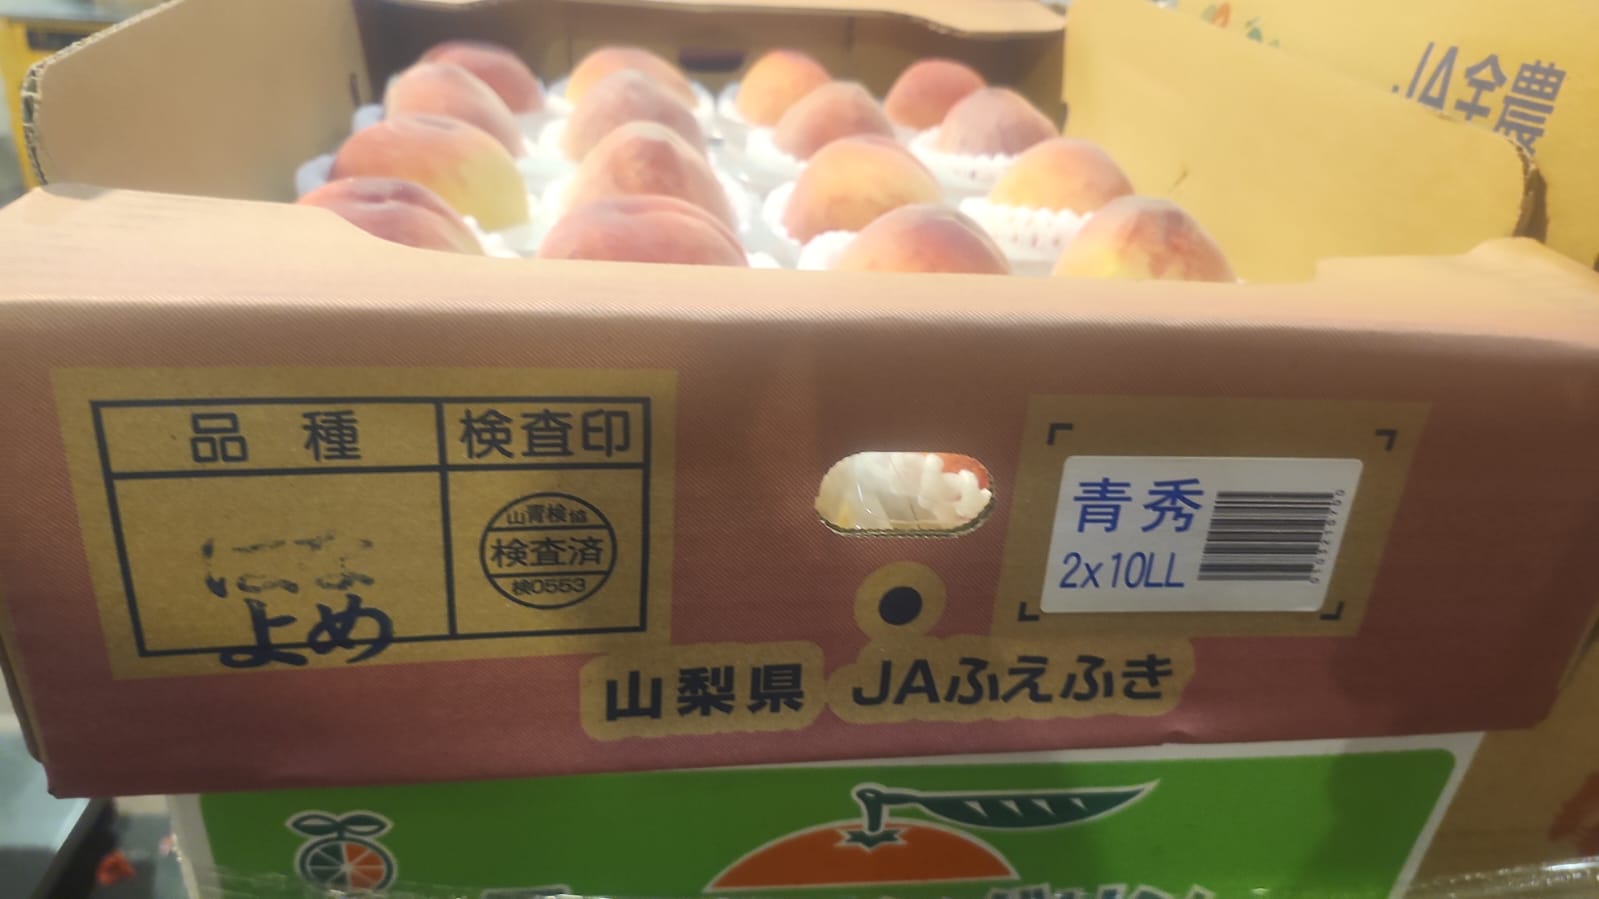 JA全農
品種
検査印
山青検協
検査済
検0553
よめ
青秀
2x10LL
山梨県 JAふえふき